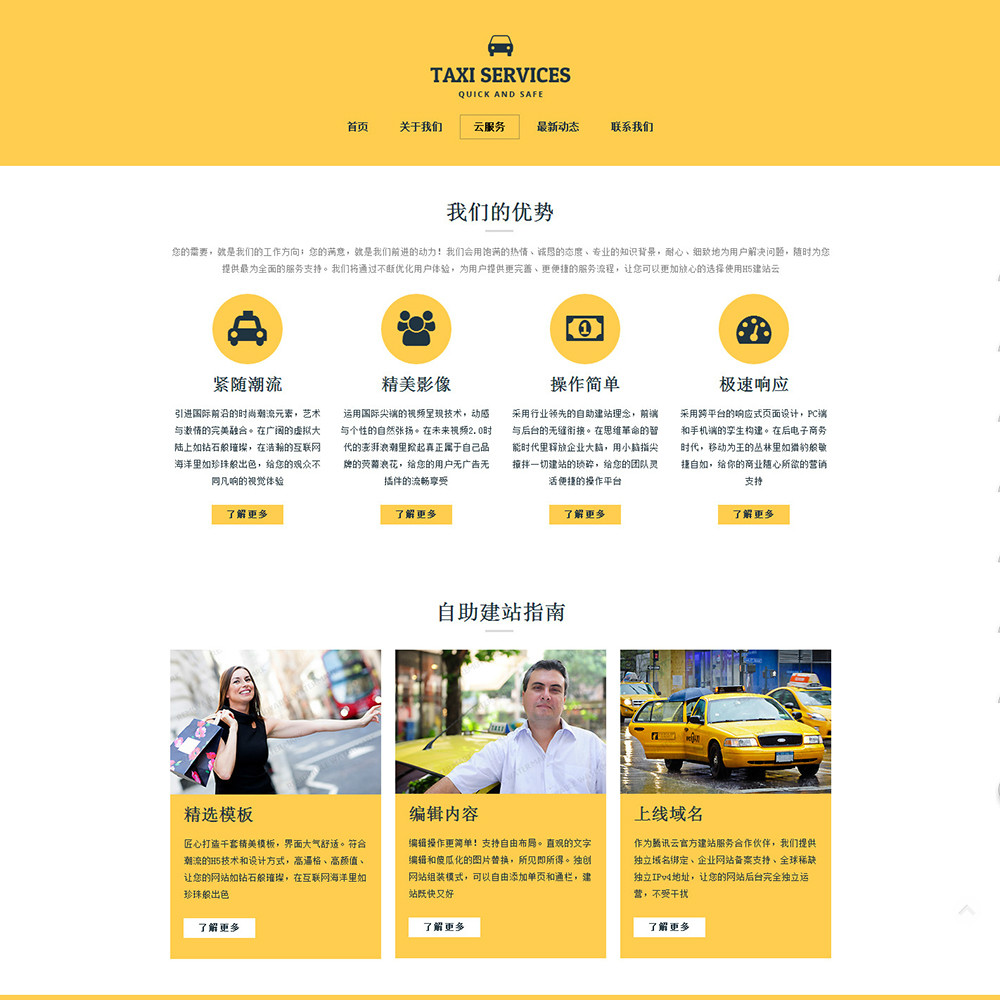 TAXI SERVICES
QUICK AND SAFE
首页 关于我们 云服务 最新动态 联系我们
我们的优势
您的需要，就是我们的工作方向；您的满意，就是我们前进的动力！我们会用饱满的热情、诚恳的态度、专业的知识背景，耐心、细致地为用户解决问题，随时为您
提供最为全面的服务支持。我们将通过不断优化用户体验，为用户提供更完善、更便捷的服务流程，让您可以更加放心的选择使用H5建站云
紧随潮流
引进国际前沿的时尚潮流元素，艺术
与激情的完美融合。在广阔的虚拟大
陆上如钻石般璀璨，在浩瀚的互联网
海洋里如珍珠般出色，给您的观众不
同凡响的视觉体验
了解更多
精美影像
运用国际尖端的视频呈现技术，动感
与个性的自然张扬。在未来视频2.0时
代的澎湃浪潮里掀起真正属于自己品
牌的荧幕浪花，给您的用户无广告无
插件的流畅享受
了解更多
操作简单
1
采用行业领先的自助建站理念，前端
与后台的无缝衔接。在思维革命的智
能时代里释放企业大脑，用小脑指尖
撩拌一切建站的琐碎，给您的团队灵
活便捷的操作平台
了解更多
极速响应
采用跨平台的响应式页面设计，PC端
和手机端的孪生构建。在后电子商务
时代，移动为王的丛林里如猎豹般敏
捷自如，给你的商业随心所欲的营销
支持
了解更多
自助建站指南
精选模板
匠心打造千套精美模板，界面大气舒适。符合
潮流的H5技术和设计方式，高逼格、高颜值、
让您的网站如钻石般璀璨，在互联网海洋里如
珍珠般出色
了解更多
编辑内容
编辑操作更简单！支持自由布局。直观的文字
编辑和傻瓜化的图片替换，所见即所得。独创
网站组装模式，可以自由添加单页和通栏，建
站既快又好
了解更多
上线域名
作为腾讯云官方建站服务合作伙伴，我们提供
独立域名绑定、企业网站备案支持、全球稀缺
独立IPv4地址，让您的网站后台完全独立运
营，不受干扰
了解更多